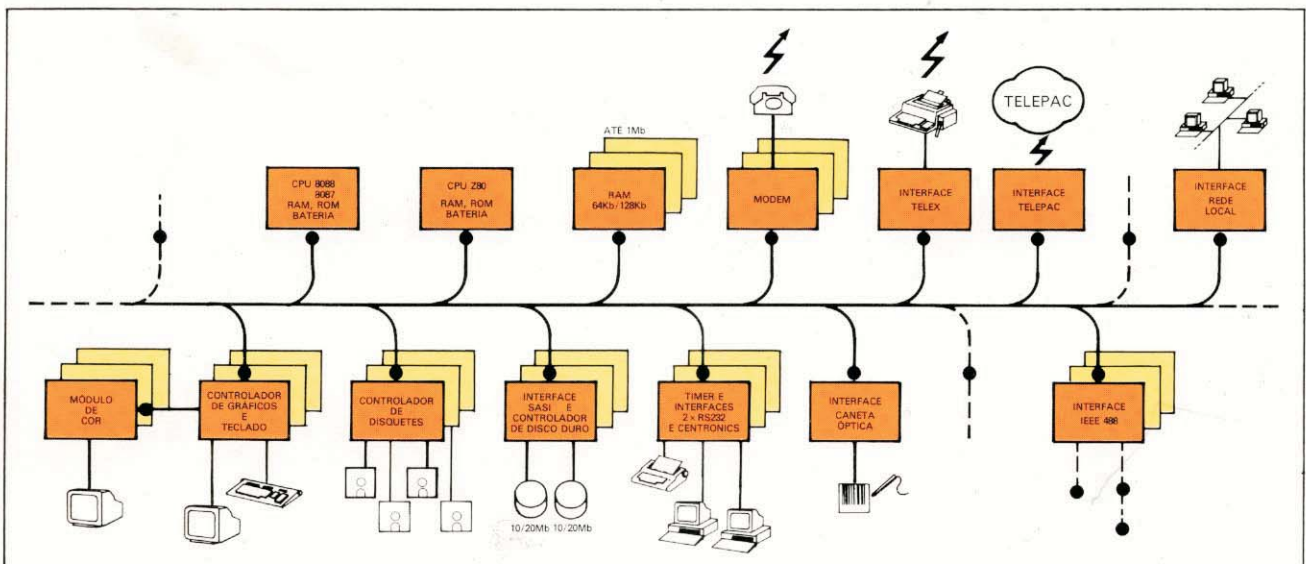 ATÉ 1Mb
CPU 8088
8087
RAM, ROM
BATERIA
CPU Z80
RAM, ROM
BATERIA
RAM
64Kb/128Kb
MODEM
INTERFACE
TELEX
TELEPAC
INTERFACE
TELEPAC
INTERFACE
REDE
LOCAL
MÓDULO
DE
COR
CONTROLADOR
DE GRÁFICOS
E
TECLADO
CONTROLADOR
DE
DISQUETES
INTERFACE
SASI E
CONTROLADOR
DE DISCO DURO
10/20Mb 10/20Mb
TIMER E
INTERFACES
2 x RS232
E CENTRONICS
INTERFACE
CANETA
ÓPTICA
INTERFACE
IEEE 488